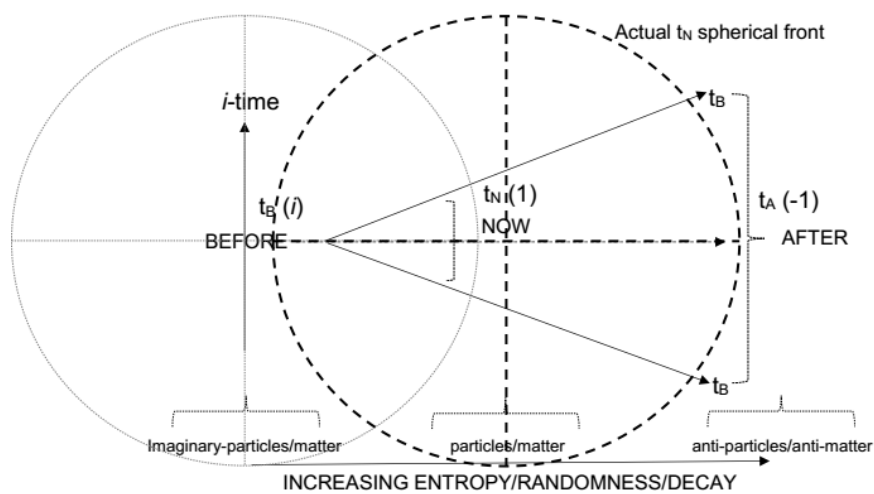 Actual tN spherical front
i-time
tB
tB (i)
tN (1)
tA (-1)
NOW
BEFORE
AFTER
tB
Imaginary-particles/matter
particles/matter
anti-particles/anti-matter
INCREASING ENTROPY/RANDOMNESS/DECAY